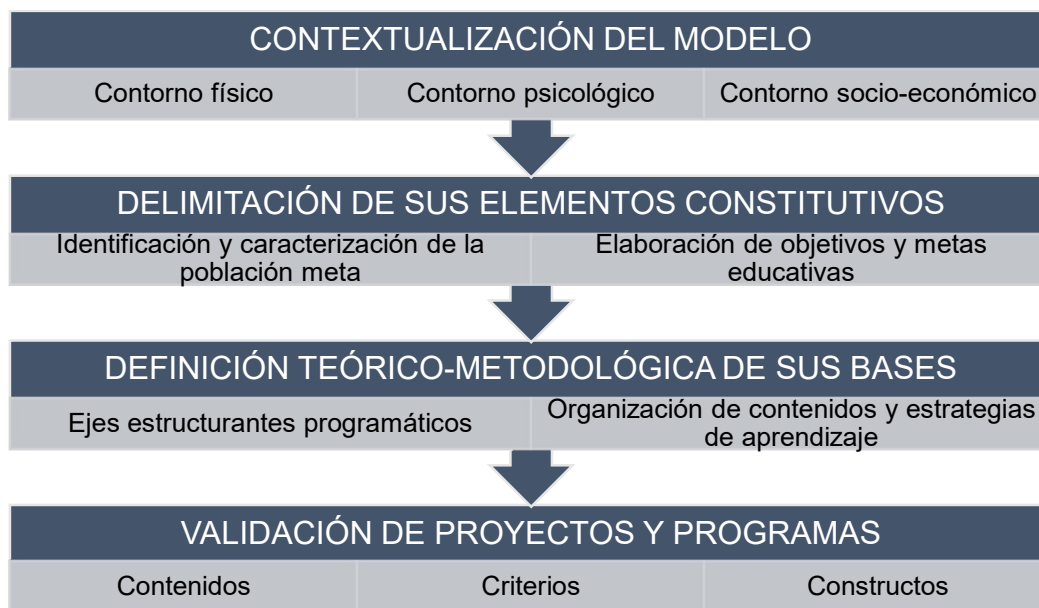 CONTEXTUALIZACIÓN DEL MODELO
Contorno físico
Contorno psicológico
Contorno socio-económico
DELIMITACIÓN DE SUS ELEMENTOS CONSTITUTIVOS
Identificación y caracterización de la
población meta
Elaboración de objetivos y metas
educativas
DEFINICIÓN TEÓRICO-METODOLÓGICA DE SUS BASES
Ejes estructurantes programáticos
Organización de contenidos y estrategias
de aprendizaje
VALIDACIÓN DE PROYECTOS Y PROGRAMAS
Contenidos
Criterios
Constructos